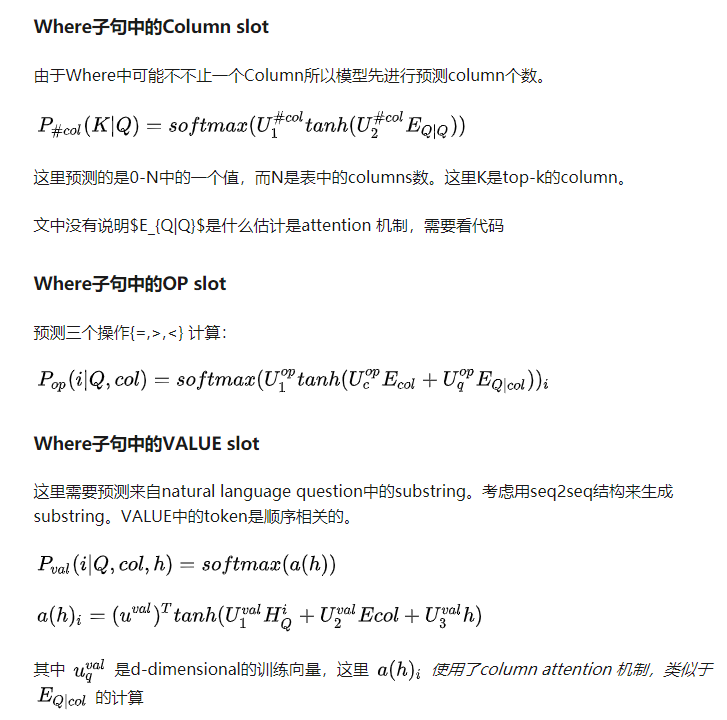 Where子句中的Column slot
由于Where中可能不不止一个Column所以模型先进行预测column个数。
P_{#col}(K|Q) = softmax(U_1^{#col}tanh(U_2^{#col}E_{Q|Q}))
这里预测的是0-N中的一个值，而N是表中的columns数。这里K是top-k的column。
文中没有说明$E_{Q|Q}$是什么估计是attention 机制，需要看代码
Where子句中的OP slot
预测三个操作{=,>,<} 计算：
P_{op}(i|Q, col) = softmax(U_1^{op}tanh(U_c^{op}E_{col} + U_q^{op}E_{Q|col}))_i
Where子句中的VALUE slot
这里需要预测来自natural language question中的substring。考虑用seq2seq结构来生成
substring。VALUE中的token是顺序相关的。
P_{val}(i|Q, col, h) = softmax(a(h))
a(h)_i = (u^{val})^T tanh(U_1^{val}H_Q^i + U_2^{val}Ecol + U_3^{val}h)
其中 u_q^{val} 是d-dimensional的训练向量，这里 a(h)_i 使用了column attention 机制，类似于
E_{Q|col} 的计算